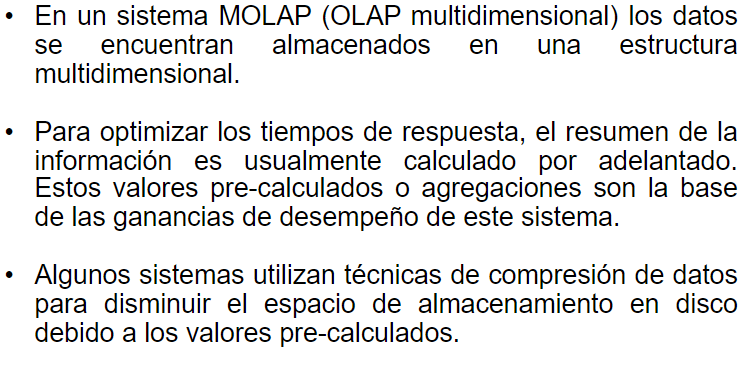 • En un sistema MOLAP (OLAP multidimensional) los datos
se encuentran almacenados en una estructura
multidimensional.
• Para optimizar los tiempos de respuesta, el resumen de la
información es usualmente calculado por adelantado.
Estos valores pre-calculados o agregaciones son la base
de las ganancias de desempeño de este sistema.
• Algunos sistemas utilizan técnicas de compresión de datos
para disminuir el espacio de almacenamiento en disco
debido a los valores pre-calculados.